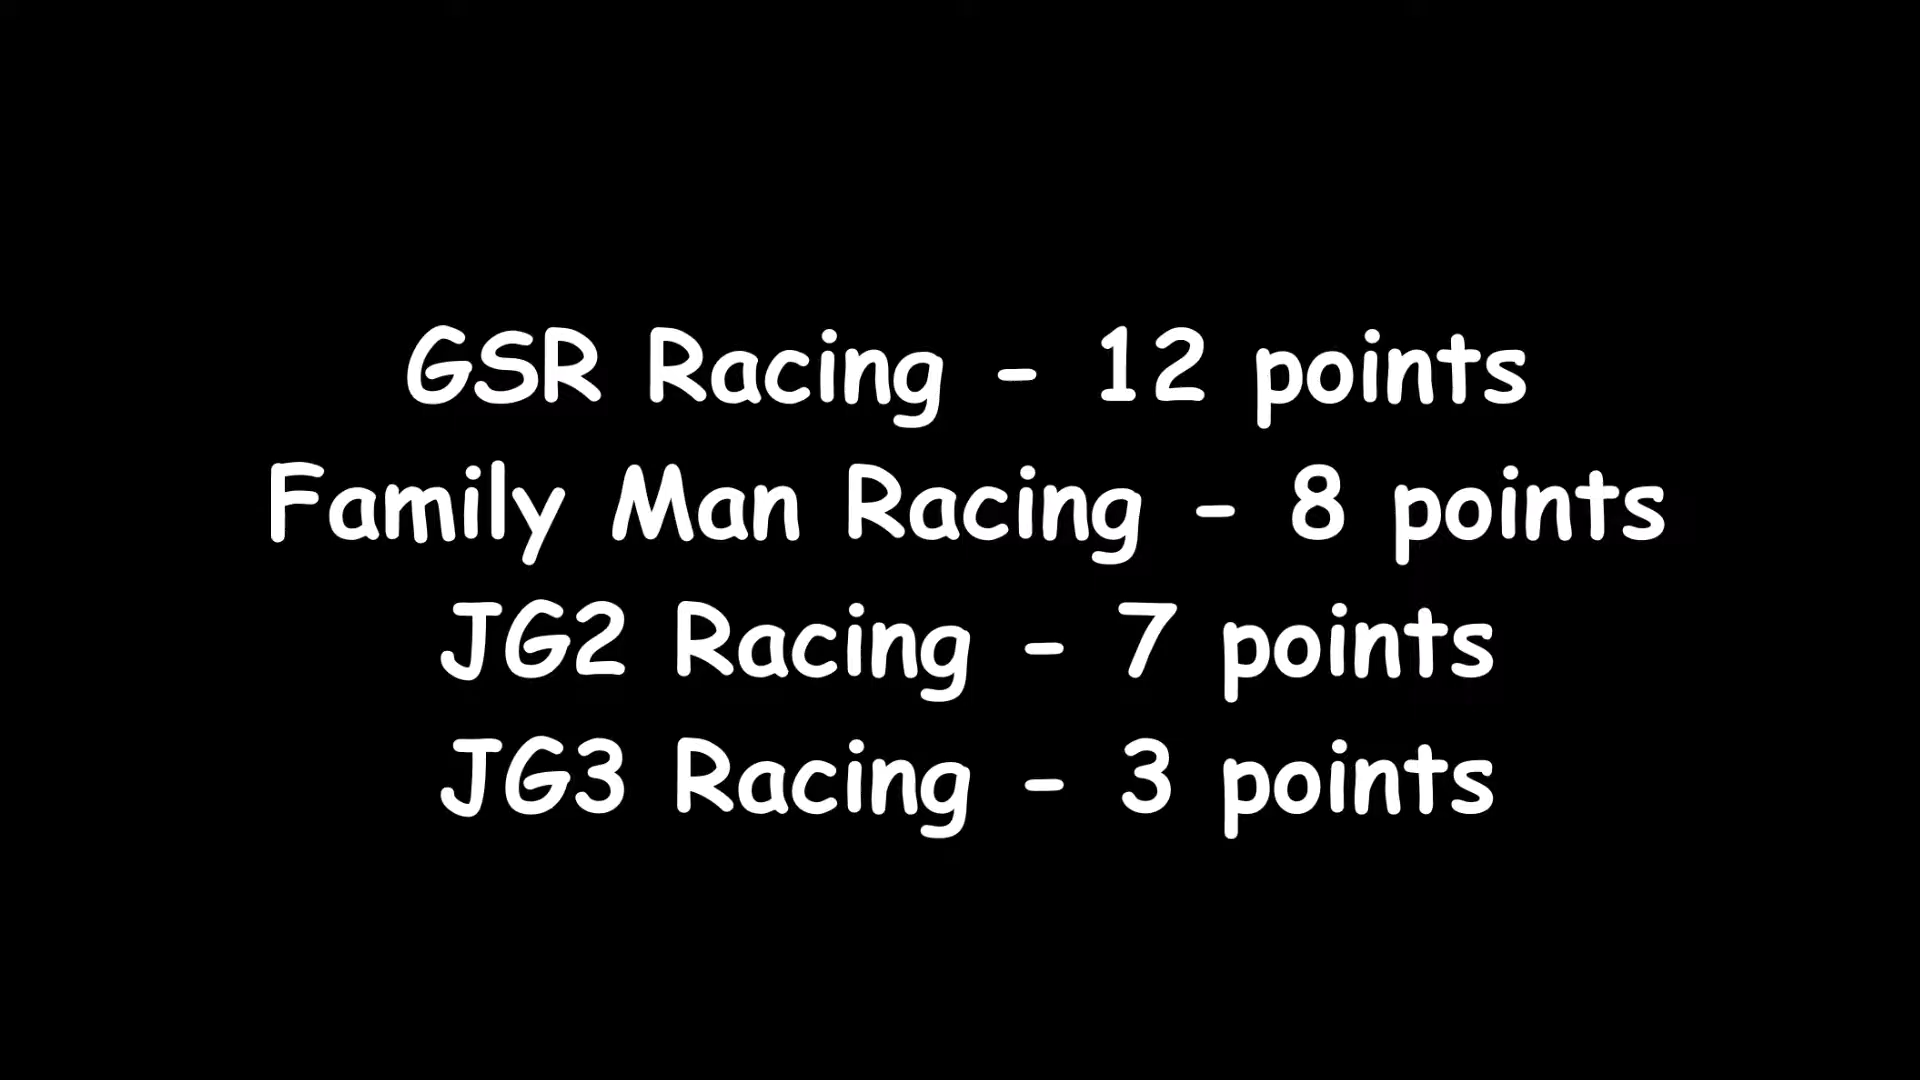 GSR Racing - 12 points
Family Man Racing - 8 points
JG2 Racing - 7 points
JG3 Racing - 3 points